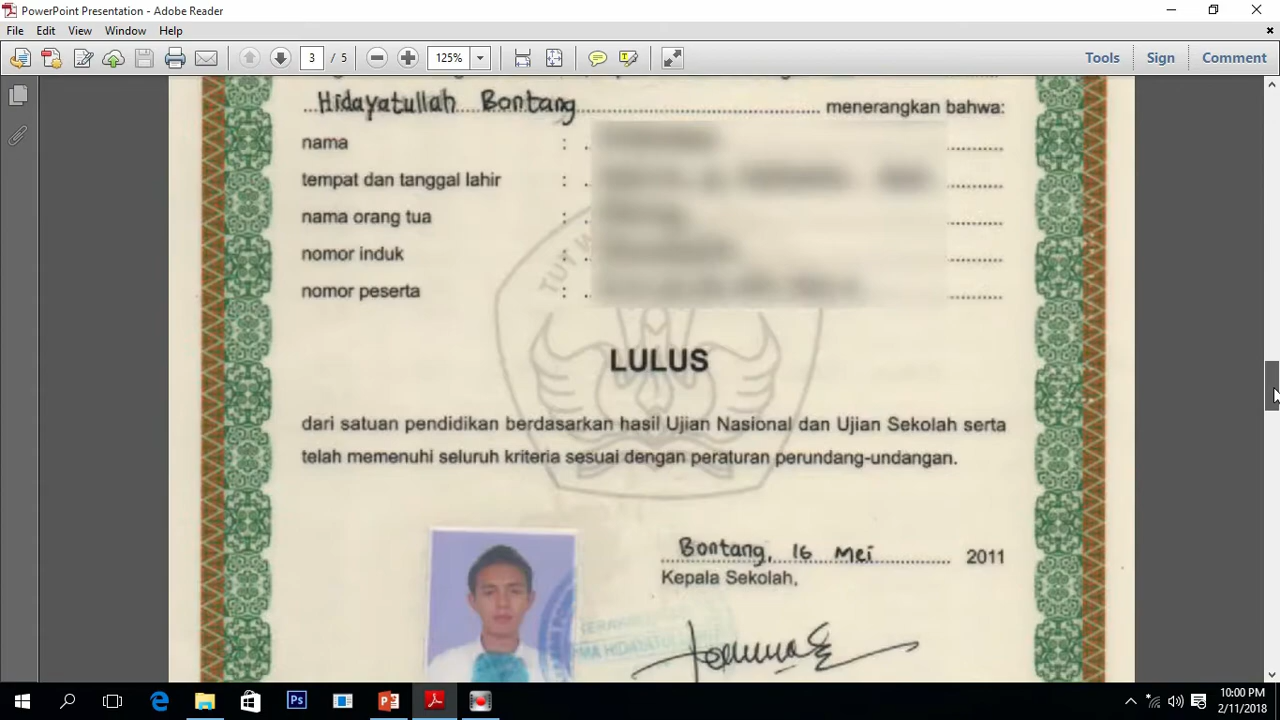 PowerPoint Presentation - Adobe Reader
File Edit View Window Help
3 / 5 125% Tools Sign Comment
Hidayatullah Bontang menerangkan bahwa:
nama :
tempat dan tanggal lahir :
nama orang tua :
nomor induk :
nomor peserta :
TUT
LULUS
dari satuan pendidikan berdasarkan hasil Ujian Nasional dan Ujian Sekolah serta
telah memenuhi seluruh kriteria sesuai dengan peraturan perundang-undangan.
Bontang, 16 Mei 2011
Kepala Sekolah,
10:00 PM
2/11/2018